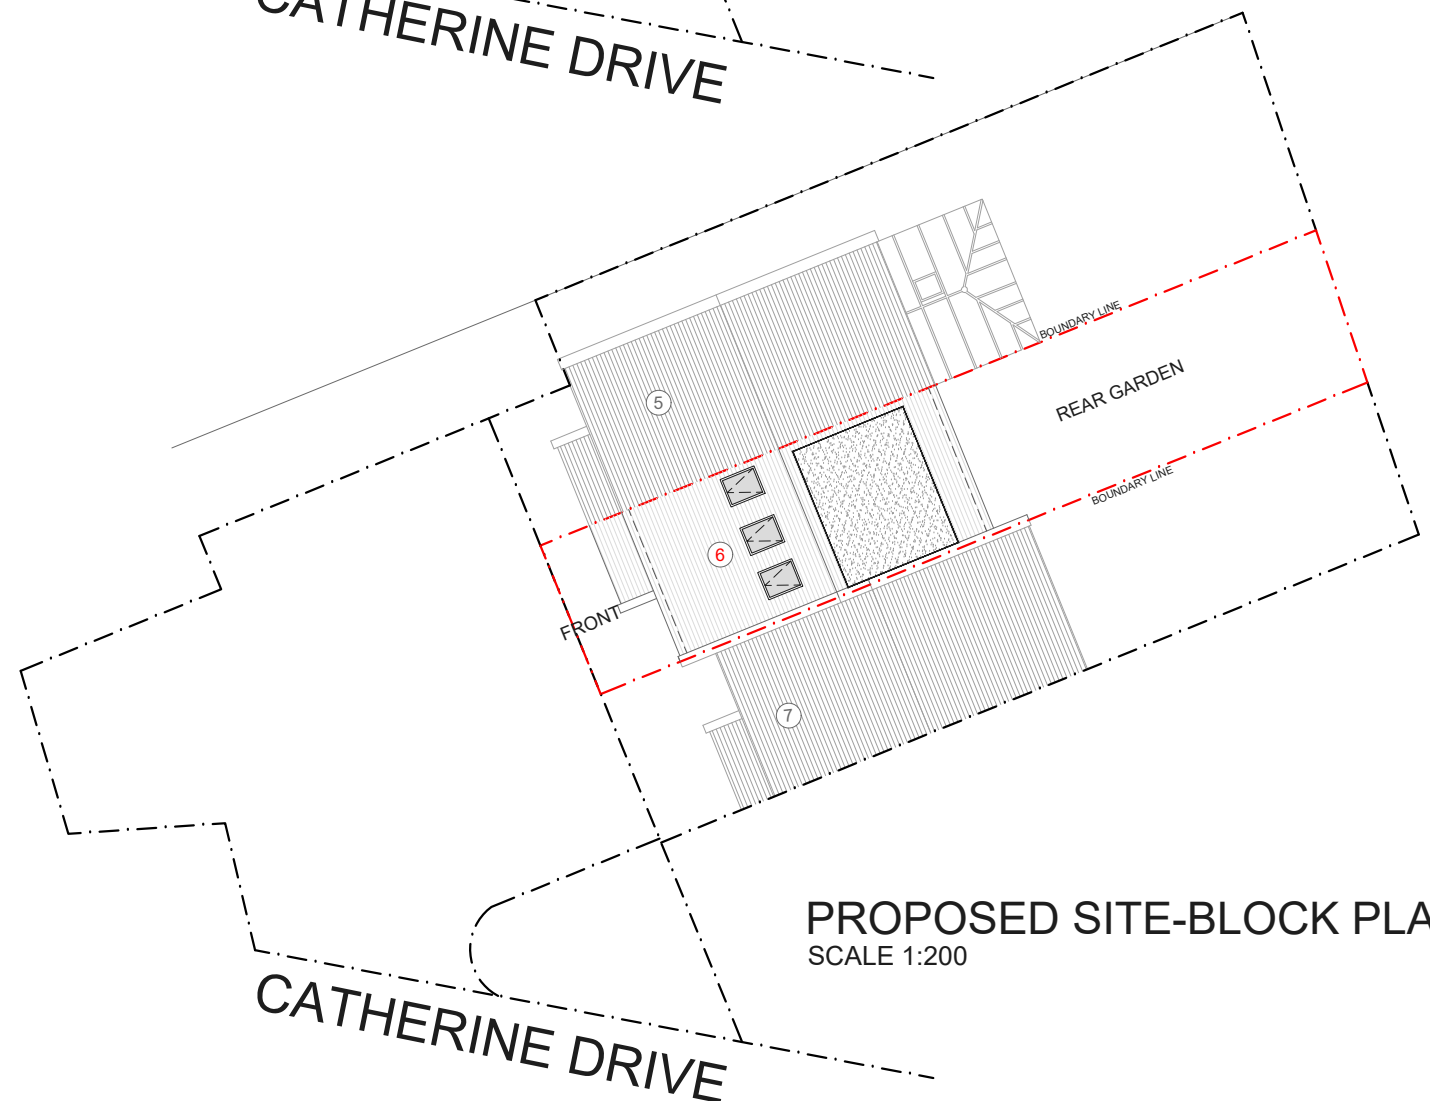 CATHERINE DRIVE
BOUNDARY LINE
REAR GARDEN
5
BOUNDARY LINE
6
FRONT
7
PROPOSED SITE-BLOCK PLA
SCALE 1:200
CATHERINE DRIVE